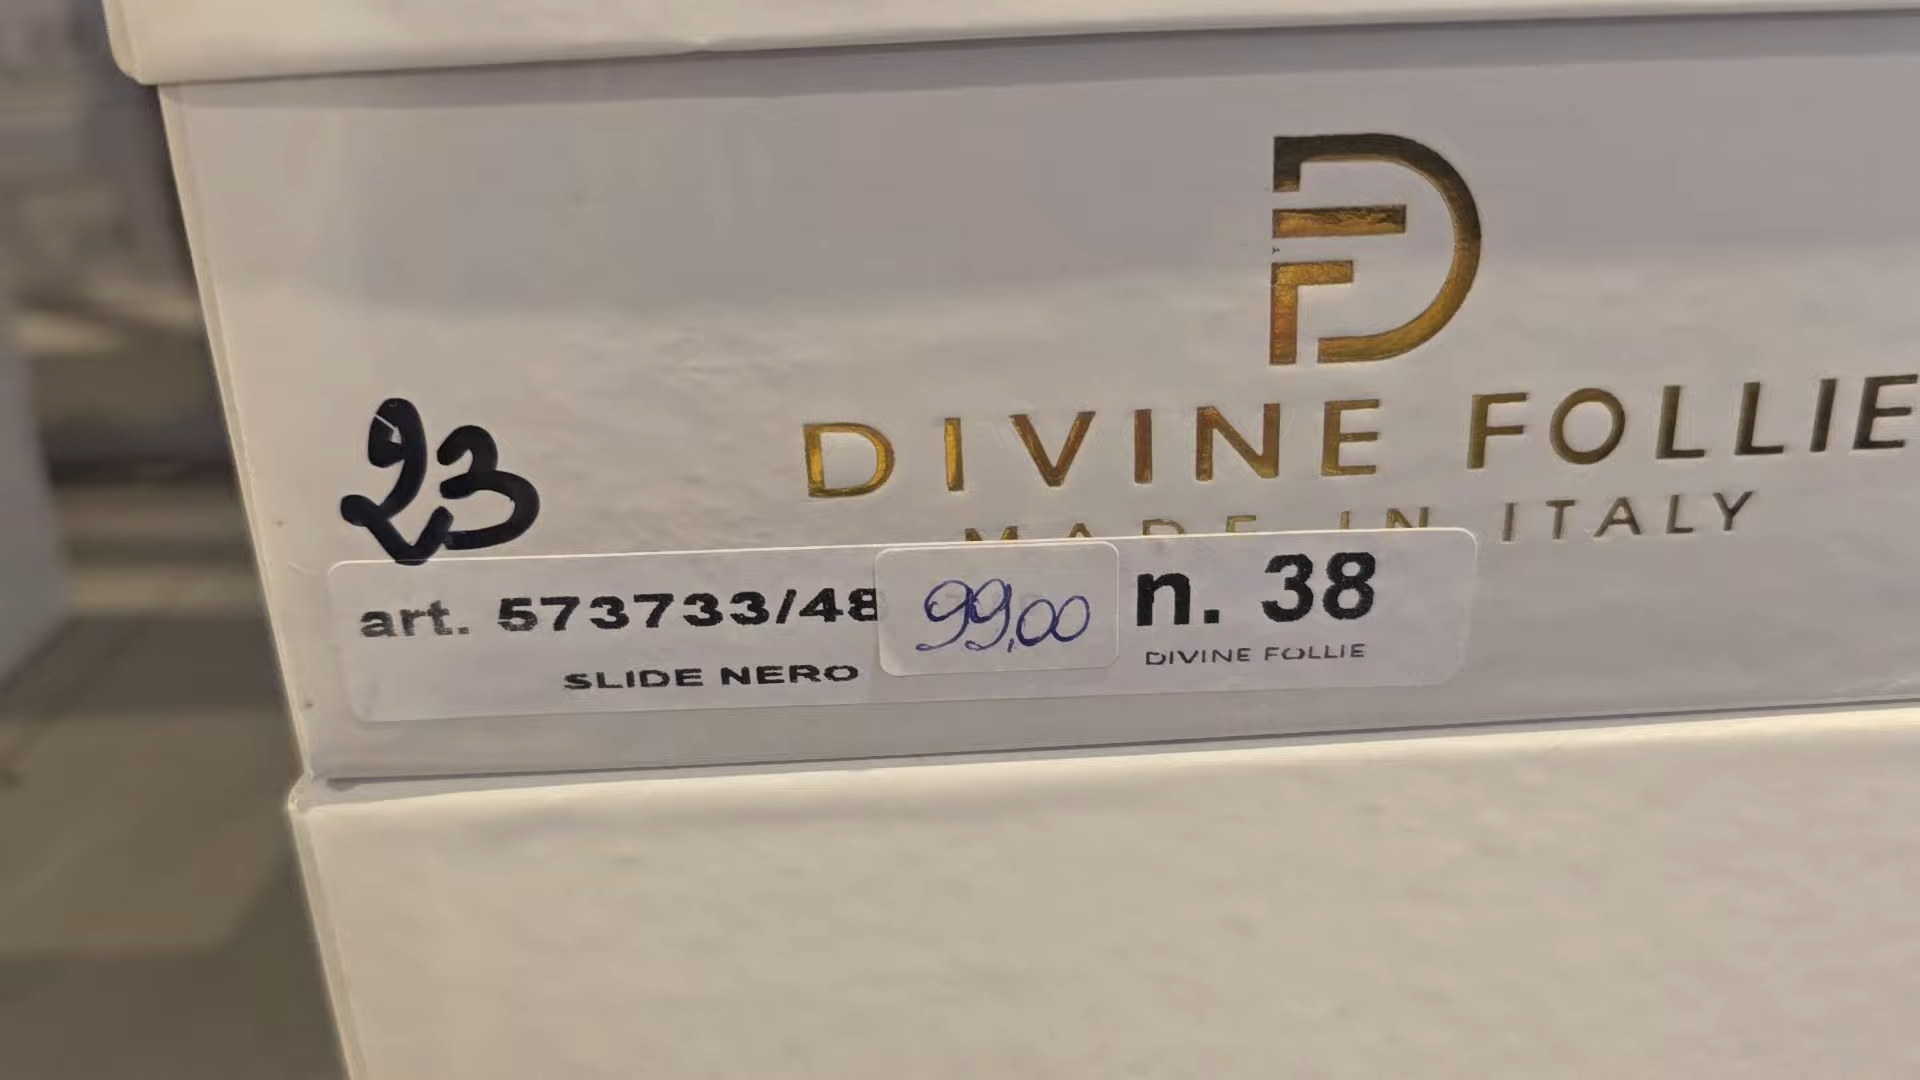 DIVINE FOLLIE
MADE IN ITALY
23
art. 573733/48 99,00 n. 38
SLIDE NERO DIVINE FOLLIE